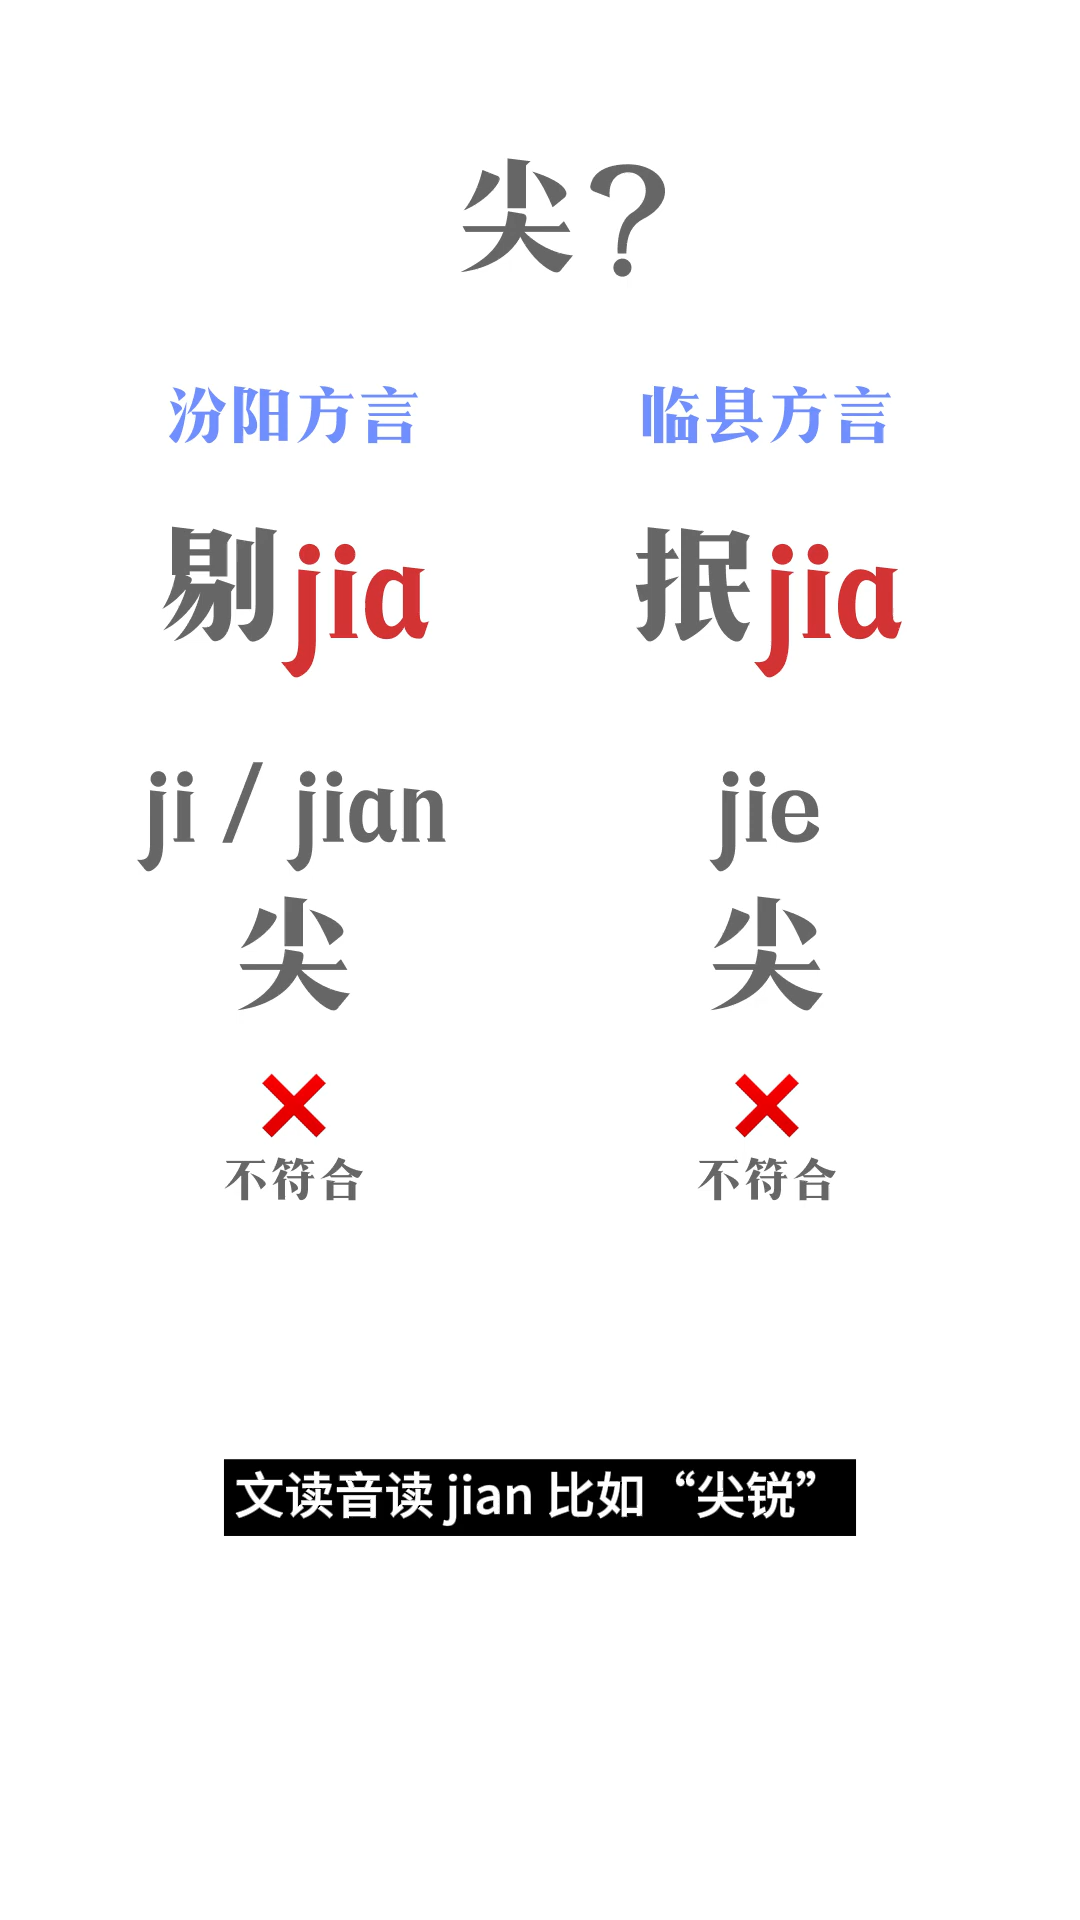 尖？
汾阳方言 临县方言
剔jia 抿jia
ji / jian jie
尖 尖
不符合 不符合
文读音读 jian 比如“尖锐”